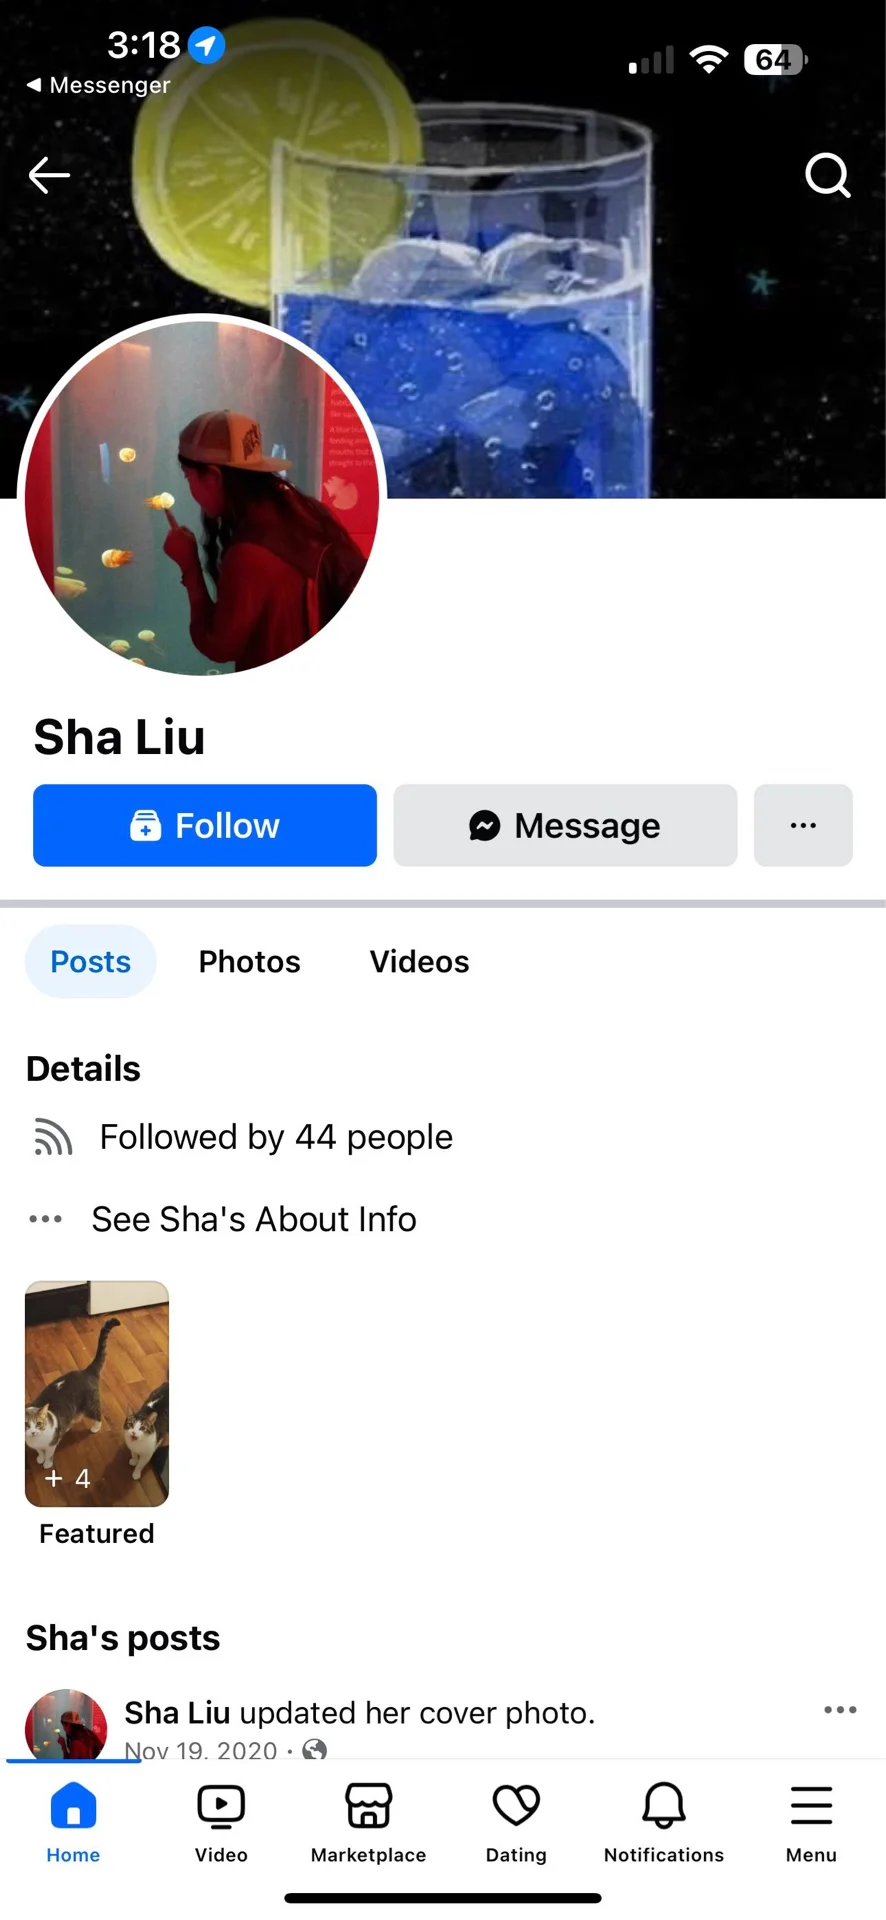 3:18
64
◀ Messenger
Sha Liu
Follow
Message
Posts
Photos
Videos
Details
Followed by 44 people
See Sha's About Info
+ 4
Featured
Sha's posts
Sha Liu updated her cover photo.
Nov 19, 2020 ·
Home
Video
Marketplace
Dating
Notifications
Menu